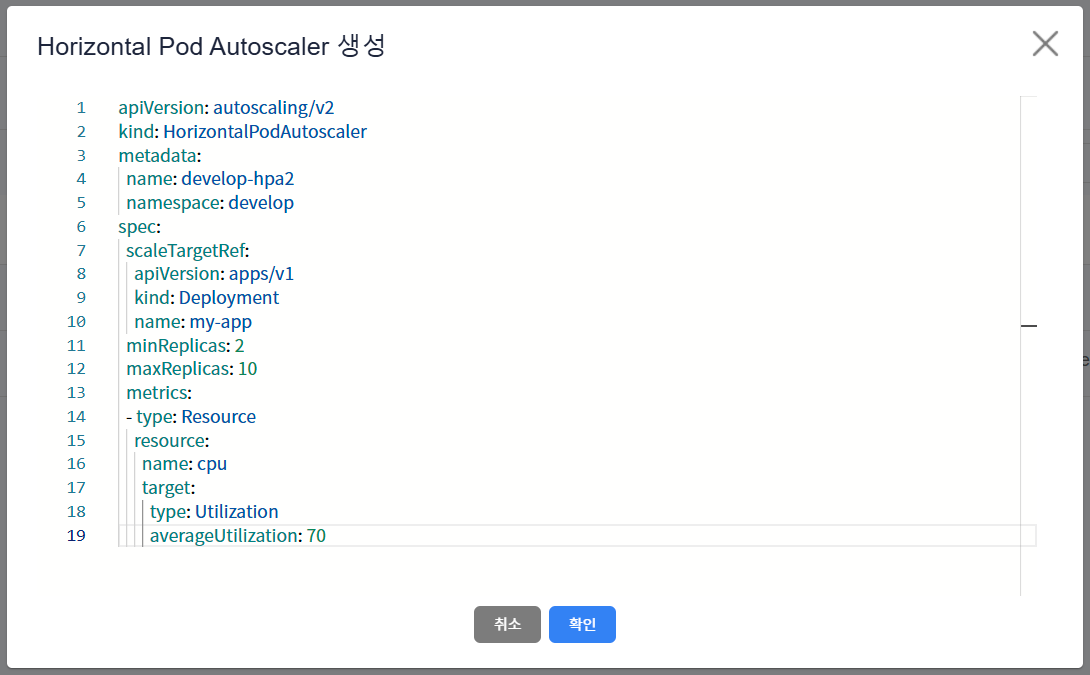 Horizontal Pod Autoscaler 생성
1 apiVersion: autoscaling/v2
2 kind: HorizontalPodAutoscaler
3 metadata:
4 name: develop-hpa2
5 namespace: develop
6 spec:
7 scaleTargetRef:
8 apiVersion: apps/v1
9 kind: Deployment
10 name: my-app
11 minReplicas: 2
12 maxReplicas: 10
13 metrics:
14 - type: Resource
15 resource:
16 name: cpu
17 target:
18 type: Utilization
19 averageUtilization: 70
취소 확인